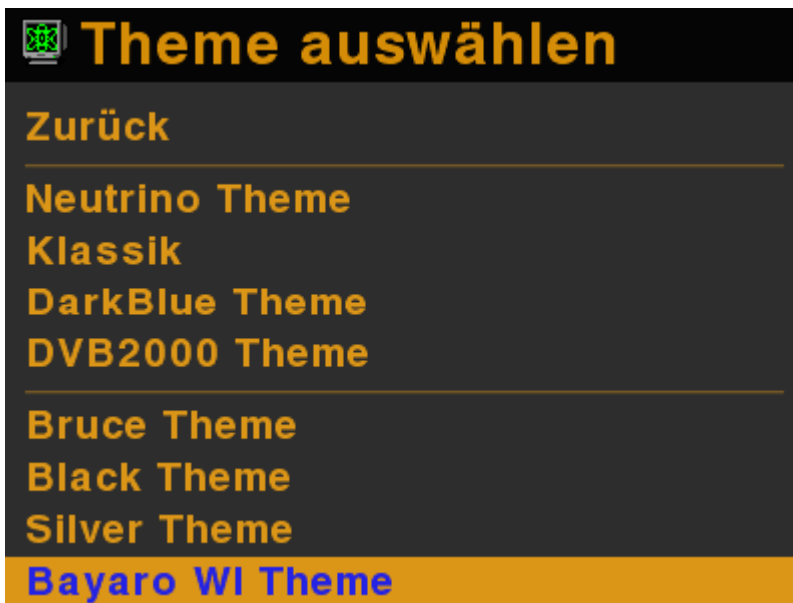 Theme auswählen
Zurück
Neutrino Theme
Klassik
DarkBlue Theme
DVB2000 Theme
Bruce Theme
Black Theme
Silver Theme
Bayaro WI Theme